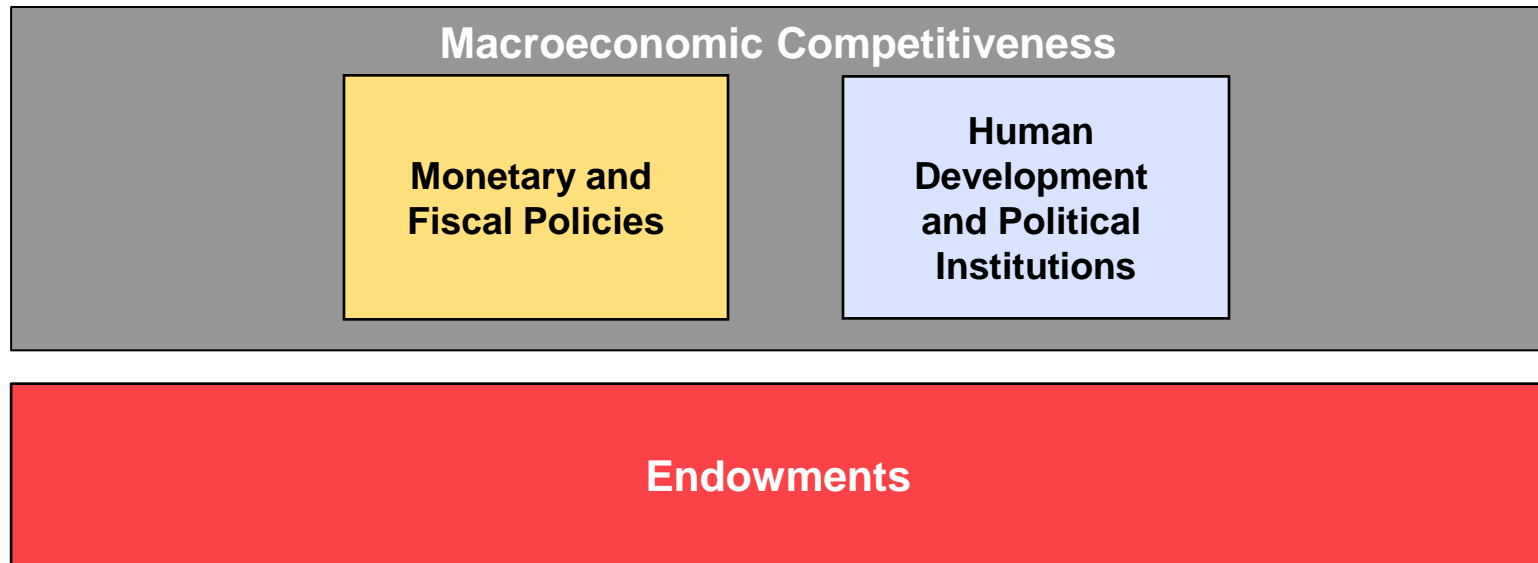 Macroeconomic Competitiveness
Monetary and
Fiscal Policies
Human
Development
and Political
Institutions
Endowments